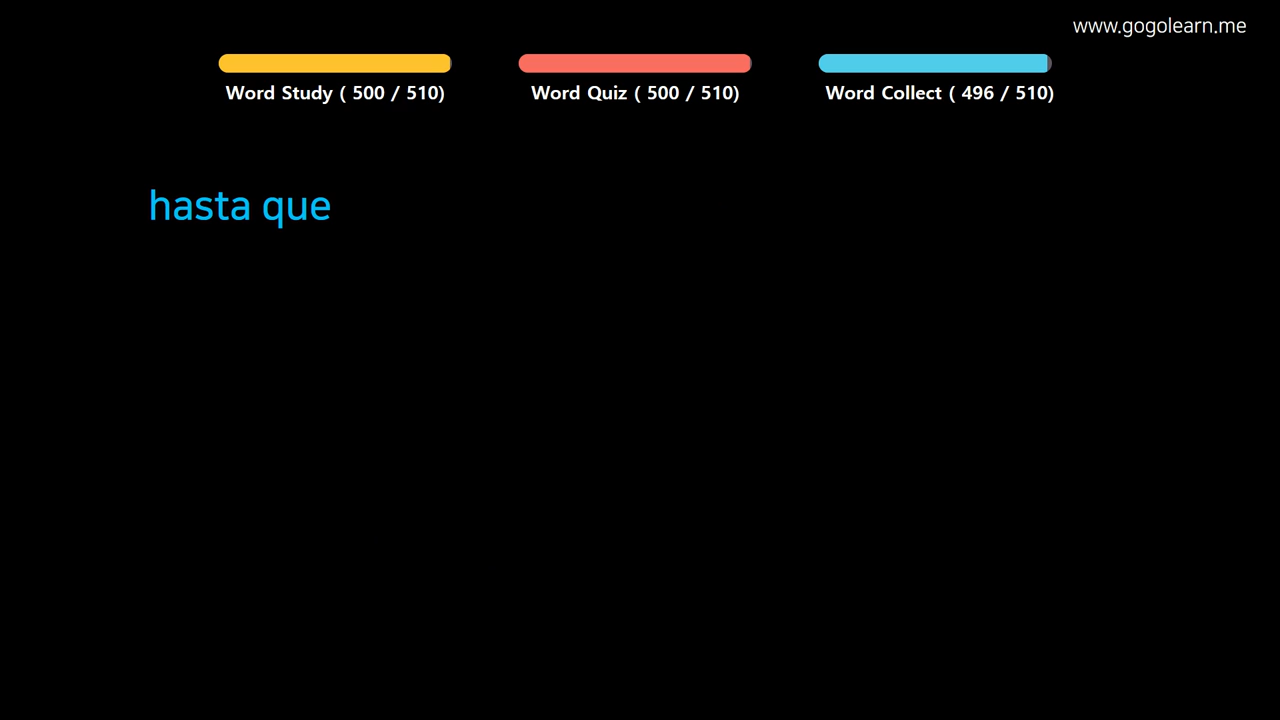 www.gogolearn.me
Word Study ( 500 / 510)
Word Quiz ( 500 / 510)
Word Collect ( 496 / 510)
hasta que